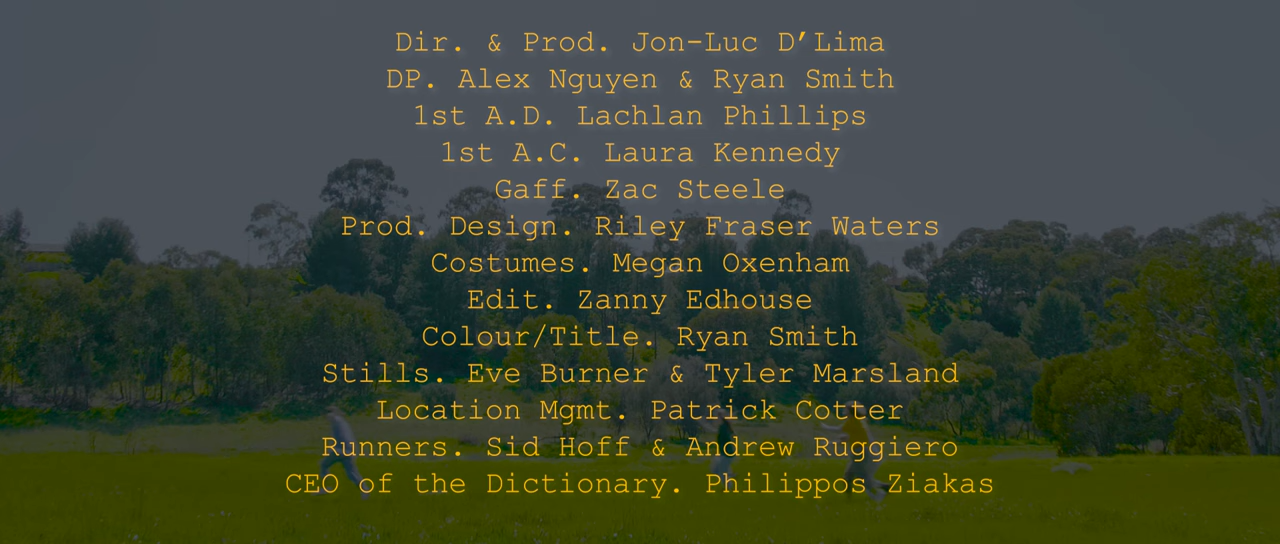 Dir. & Prod. Jon-Luc D’Lima
DP. Alex Nguyen & Ryan Smith
1st A.D. Lachlan Phillips
1st A.C. Laura Kennedy
Gaff. Zac Steele
Prod. Design. Riley Fraser Waters
Costumes. Megan Oxenham
Edit. Zanny Edhouse
Colour/Title. Ryan Smith
Stills. Eve Burner & Tyler Marsland
Location Mgmt. Patrick Cotter
Runners. Sid Hoff & Andrew Ruggiero
CEO of the Dictionary. Philippos Ziakas